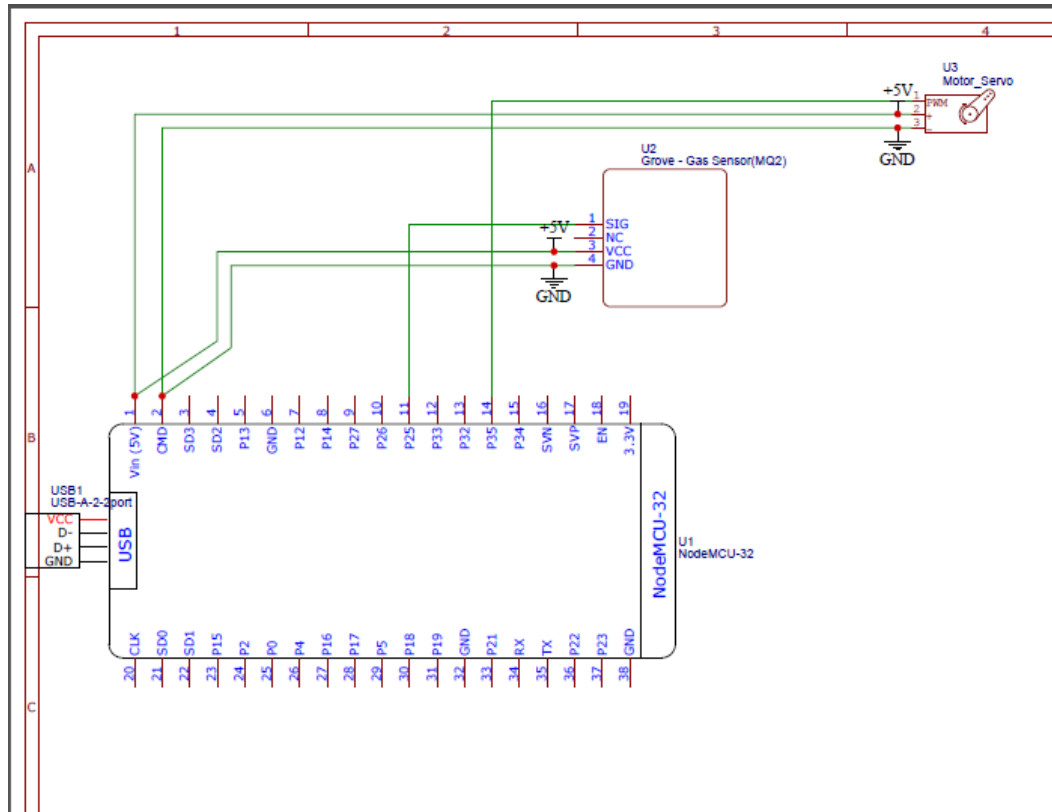 1 2 3 4
U3
Motor_Servo
+5V
1 PWM
2 +
3 -
GND
A
U2
Grove - Gas Sensor(MQ2)
+5V
1 SIG
2 NC
3 VCC
4 GND
GND
1 2 3 4 5 6 7 8 9 10 11 12 13 14 15 16 17 18 19
B
Vin (5V) CMD SD3 SD2 P13 GND P12 P14 P27 P26 P25 P33 P32 P35 P34 SVN SVP EN 3.3V
USB1
USB-A-2-2port
VCC
D-
D+
GND
USB
NodeMCU-32
U1
NodeMCU-32
CLK SD0 SD1 P15 P2 P0 P4 P16 P17 P5 P18 P19 GND P21 RX TX P22 P23 GND
20 21 22 23 24 25 26 27 28 29 30 31 32 33 34 35 36 37 38
C